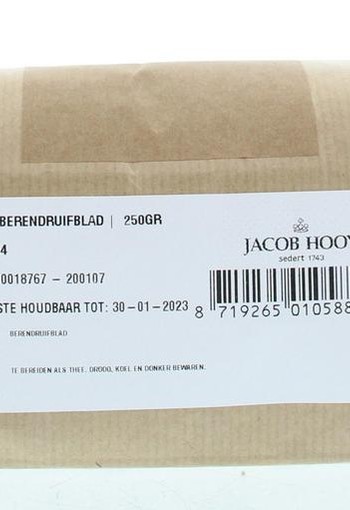 BERENDRUIFBLAD | 250GR
4
0018767 - 200107
STE HOUDBAAR TOT: 30-01-2023
BERENDRUIFBLAD
TE BEREIDEN ALS THEE. DROOG, KOEL EN DONKER BEWAREN.
JACOB HOOY
sedert 1743
8 719265 010588